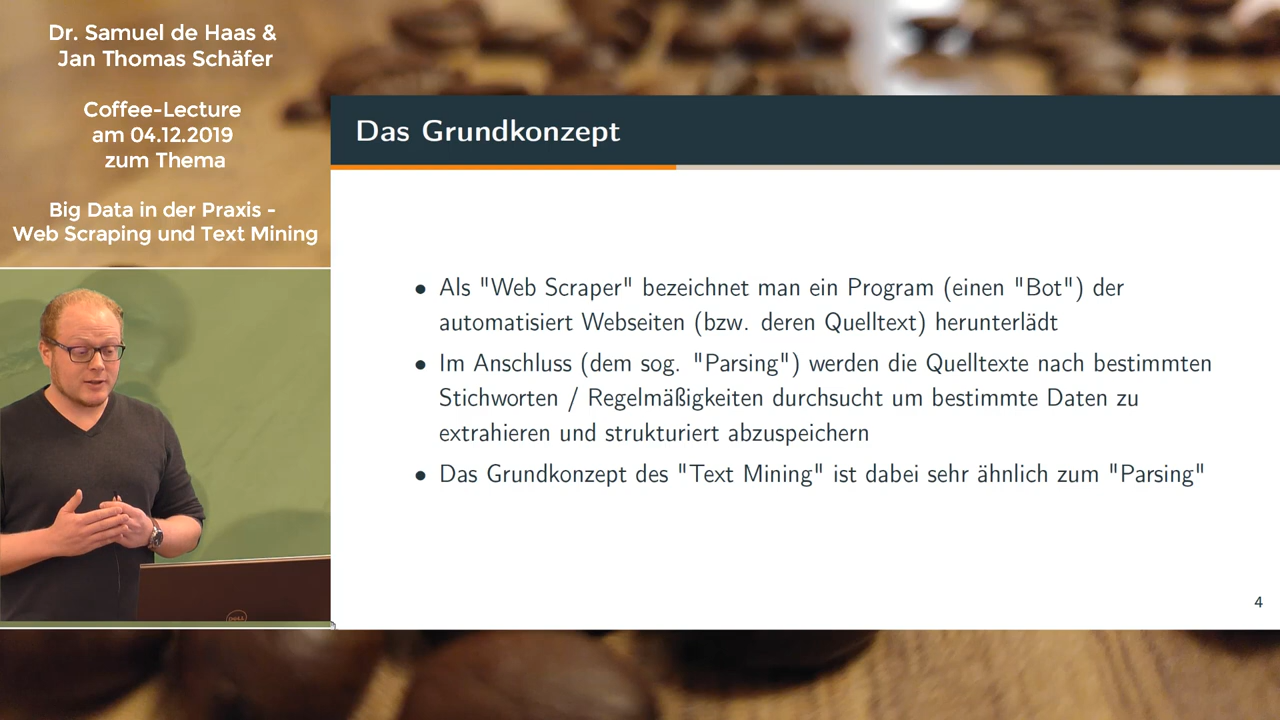 Dr. Samuel de Haas &
Jan Thomas Schäfer
Coffee-Lecture
am 04.12.2019
zum Thema
Big Data in der Praxis -
Web Scraping und Text Mining
Das Grundkonzept
• Als "Web Scraper" bezeichnet man ein Program (einen "Bot") der
automatisiert Webseiten (bzw. deren Quelltext) herunterlädt
• Im Anschluss (dem sog. "Parsing") werden die Quelltexte nach bestimmten
Stichworten / Regelmäßigkeiten durchsucht um bestimmte Daten zu
extrahieren und strukturiert abzuspeichern
• Das Grundkonzept des "Text Mining" ist dabei sehr ähnlich zum "Parsing"
4
DELL